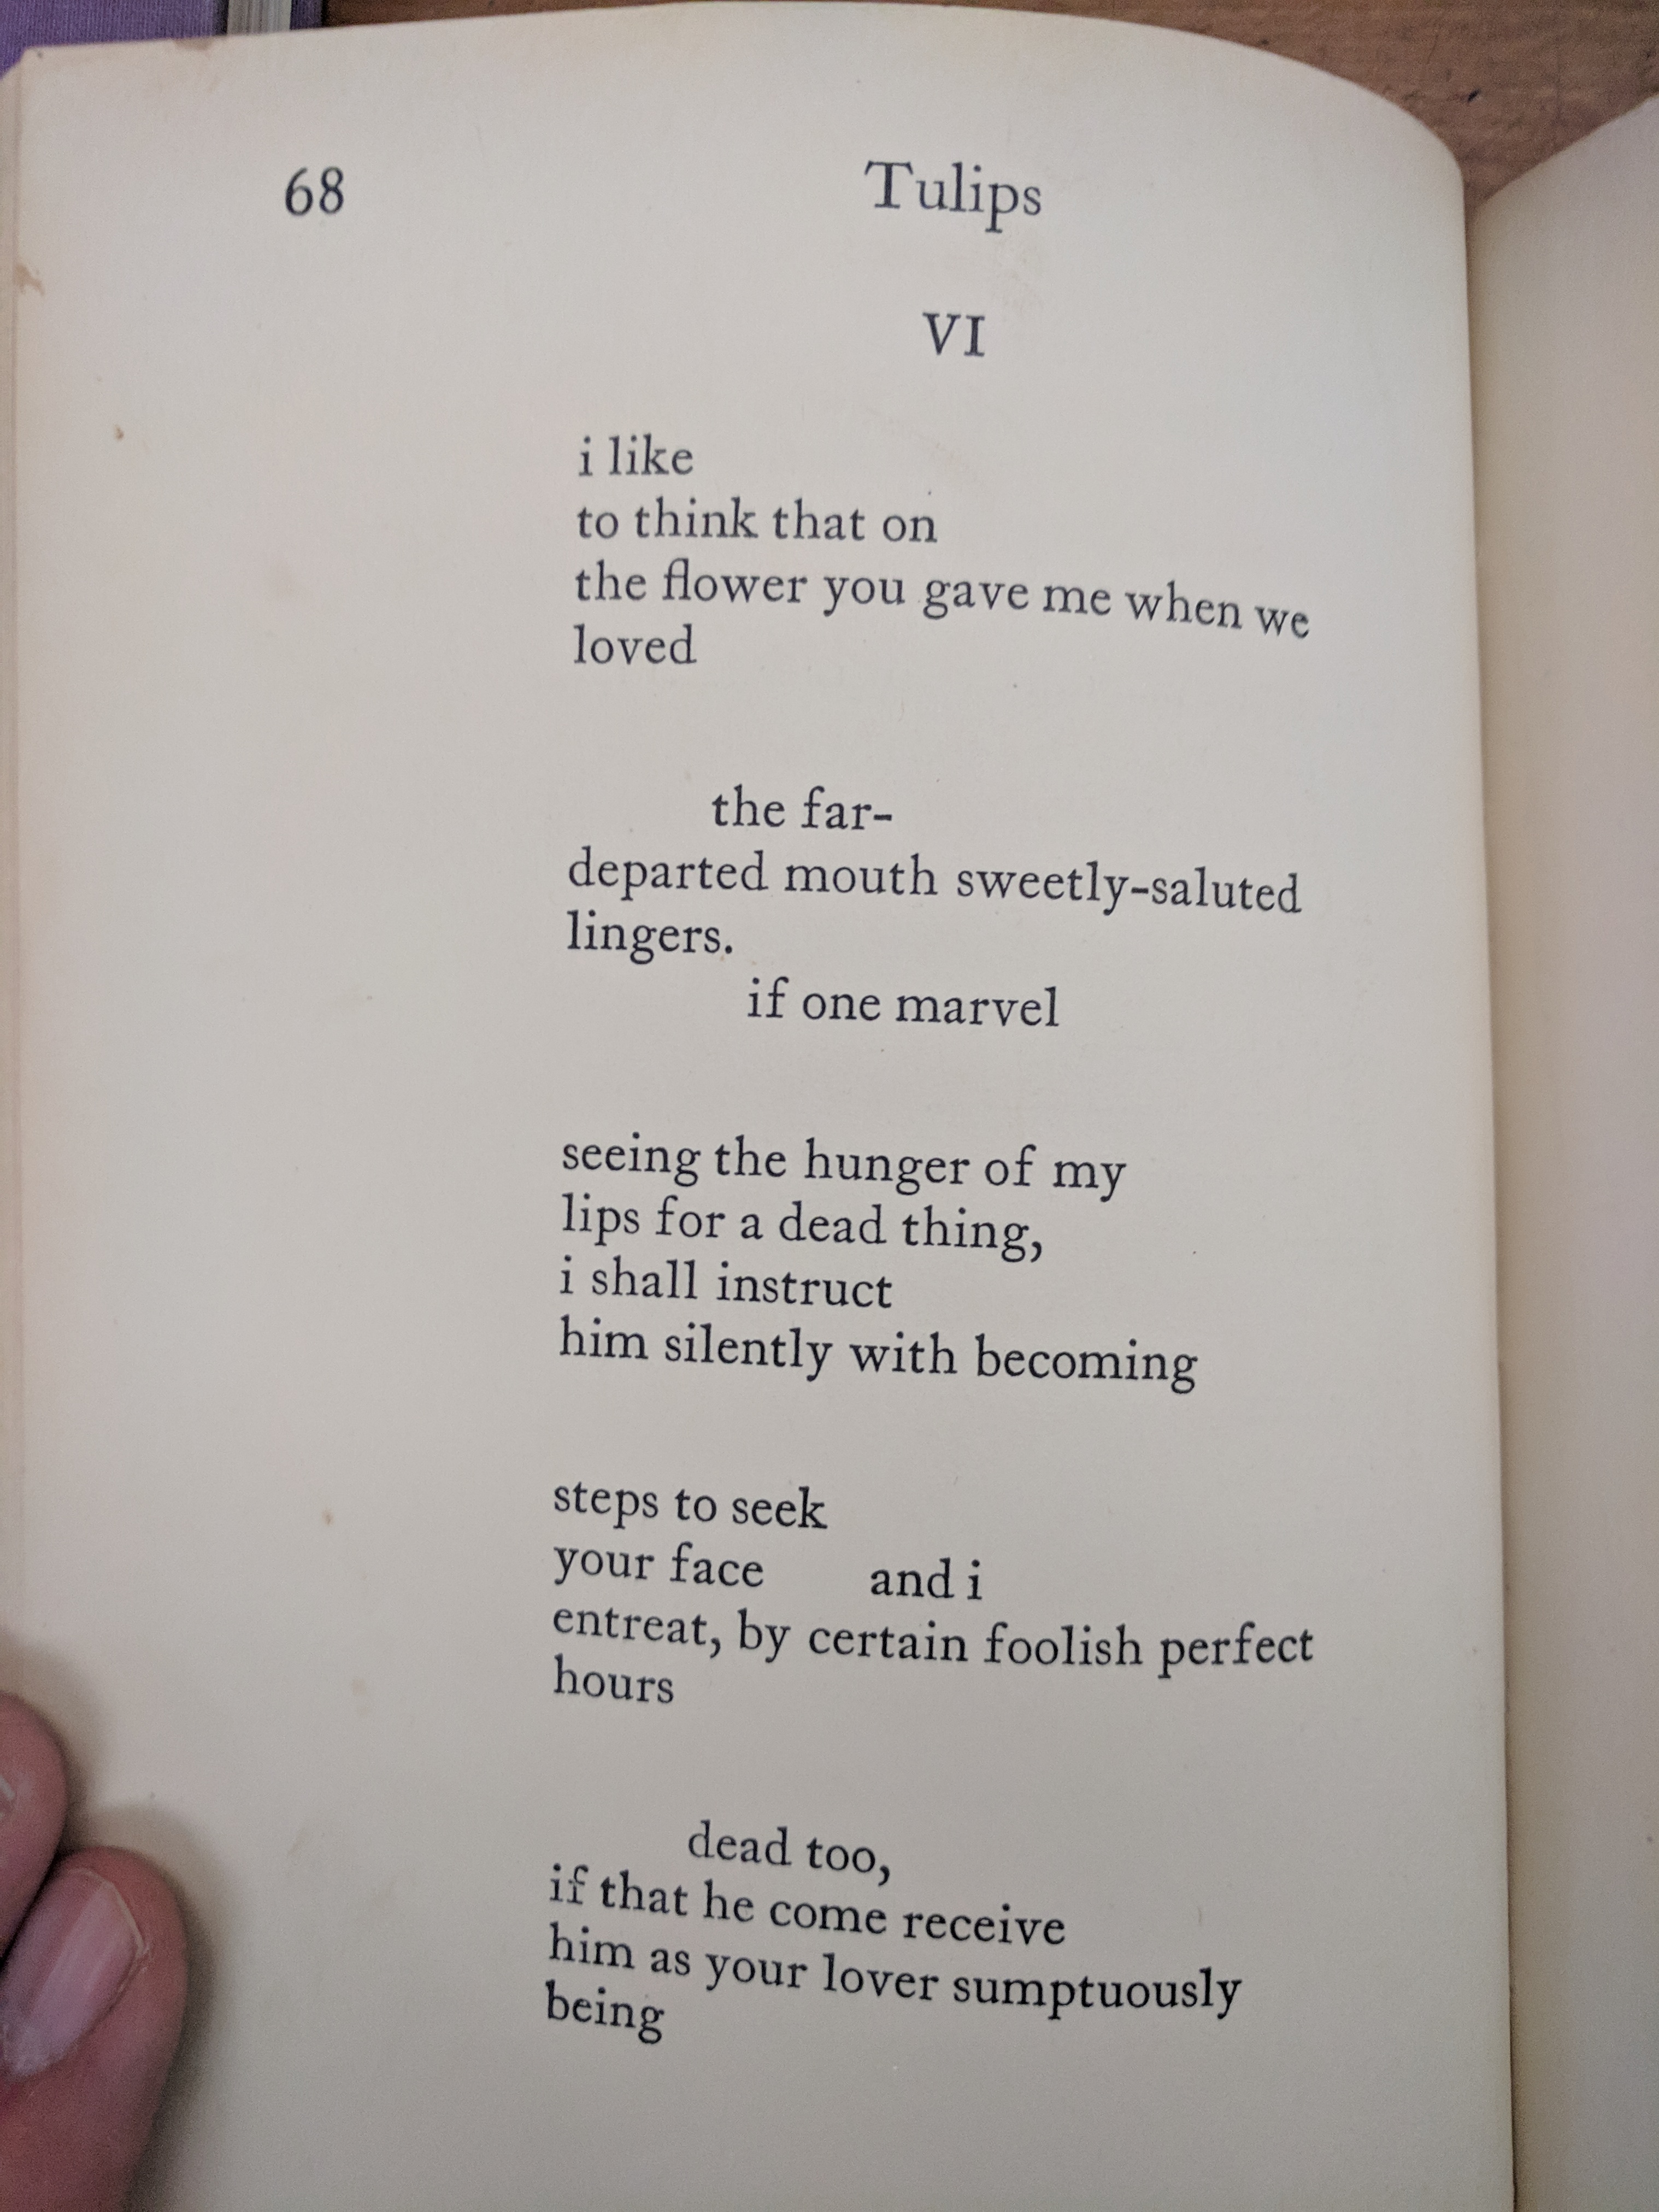 68 Tulips
VI
i like
to think that on
the flower you gave me when we
loved
the far-
departed mouth sweetly-saluted
lingers.
if one marvel
seeing the hunger of my
lips for a dead thing,
i shall instruct
him silently with becoming
steps to seek
your face and i
entreat, by certain foolish perfect
hours
dead too,
if that he come receive
him as your lover sumptuously
being